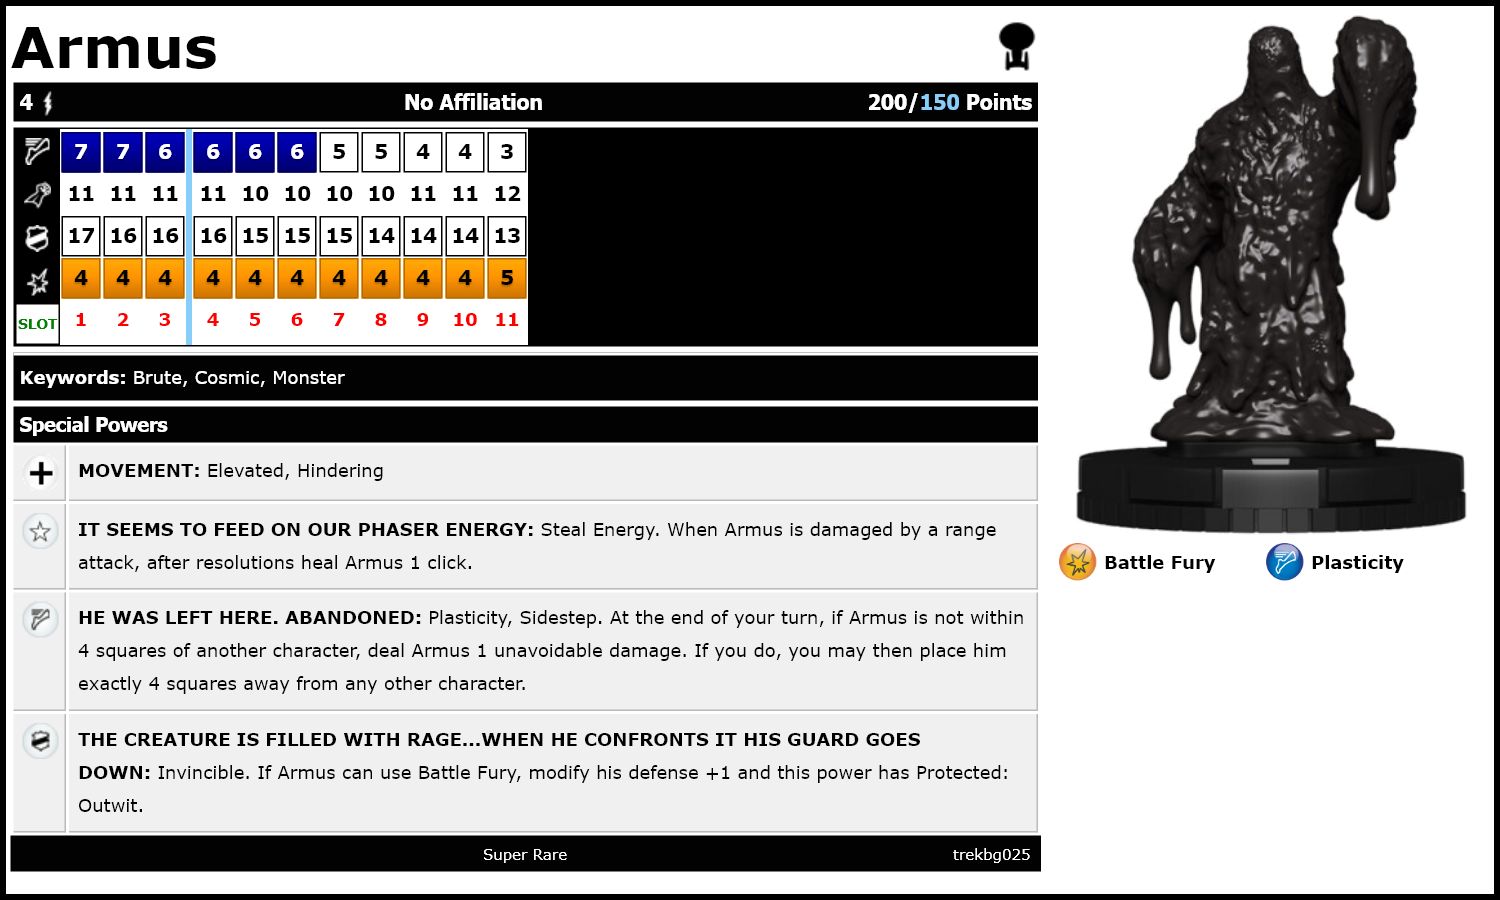 Armus
4 No Affiliation 200/150 Points
7 7 6 6 6 6 5 5 4 4 3
11 11 11 11 10 10 10 10 11 11 12
17 16 16 16 15 15 15 14 14 14 13
4 4 4 4 4 4 4 4 4 4 5
SLOT 1 2 3 4 5 6 7 8 9 10 11
Keywords: Brute, Cosmic, Monster
Special Powers
MOVEMENT: Elevated, Hindering
IT SEEMS TO FEED ON OUR PHASER ENERGY: Steal Energy. When Armus is damaged by a range
attack, after resolutions heal Armus 1 click.
HE WAS LEFT HERE. ABANDONED: Plasticity, Sidestep. At the end of your turn, if Armus is not within
4 squares of another character, deal Armus 1 unavoidable damage. If you do, you may then place him
exactly 4 squares away from any other character.
THE CREATURE IS FILLED WITH RAGE...WHEN HE CONFRONTS IT HIS GUARD GOES
DOWN: Invincible. If Armus can use Battle Fury, modify his defense +1 and this power has Protected:
Outwit.
Super Rare trekbg025
Battle Fury Plasticity